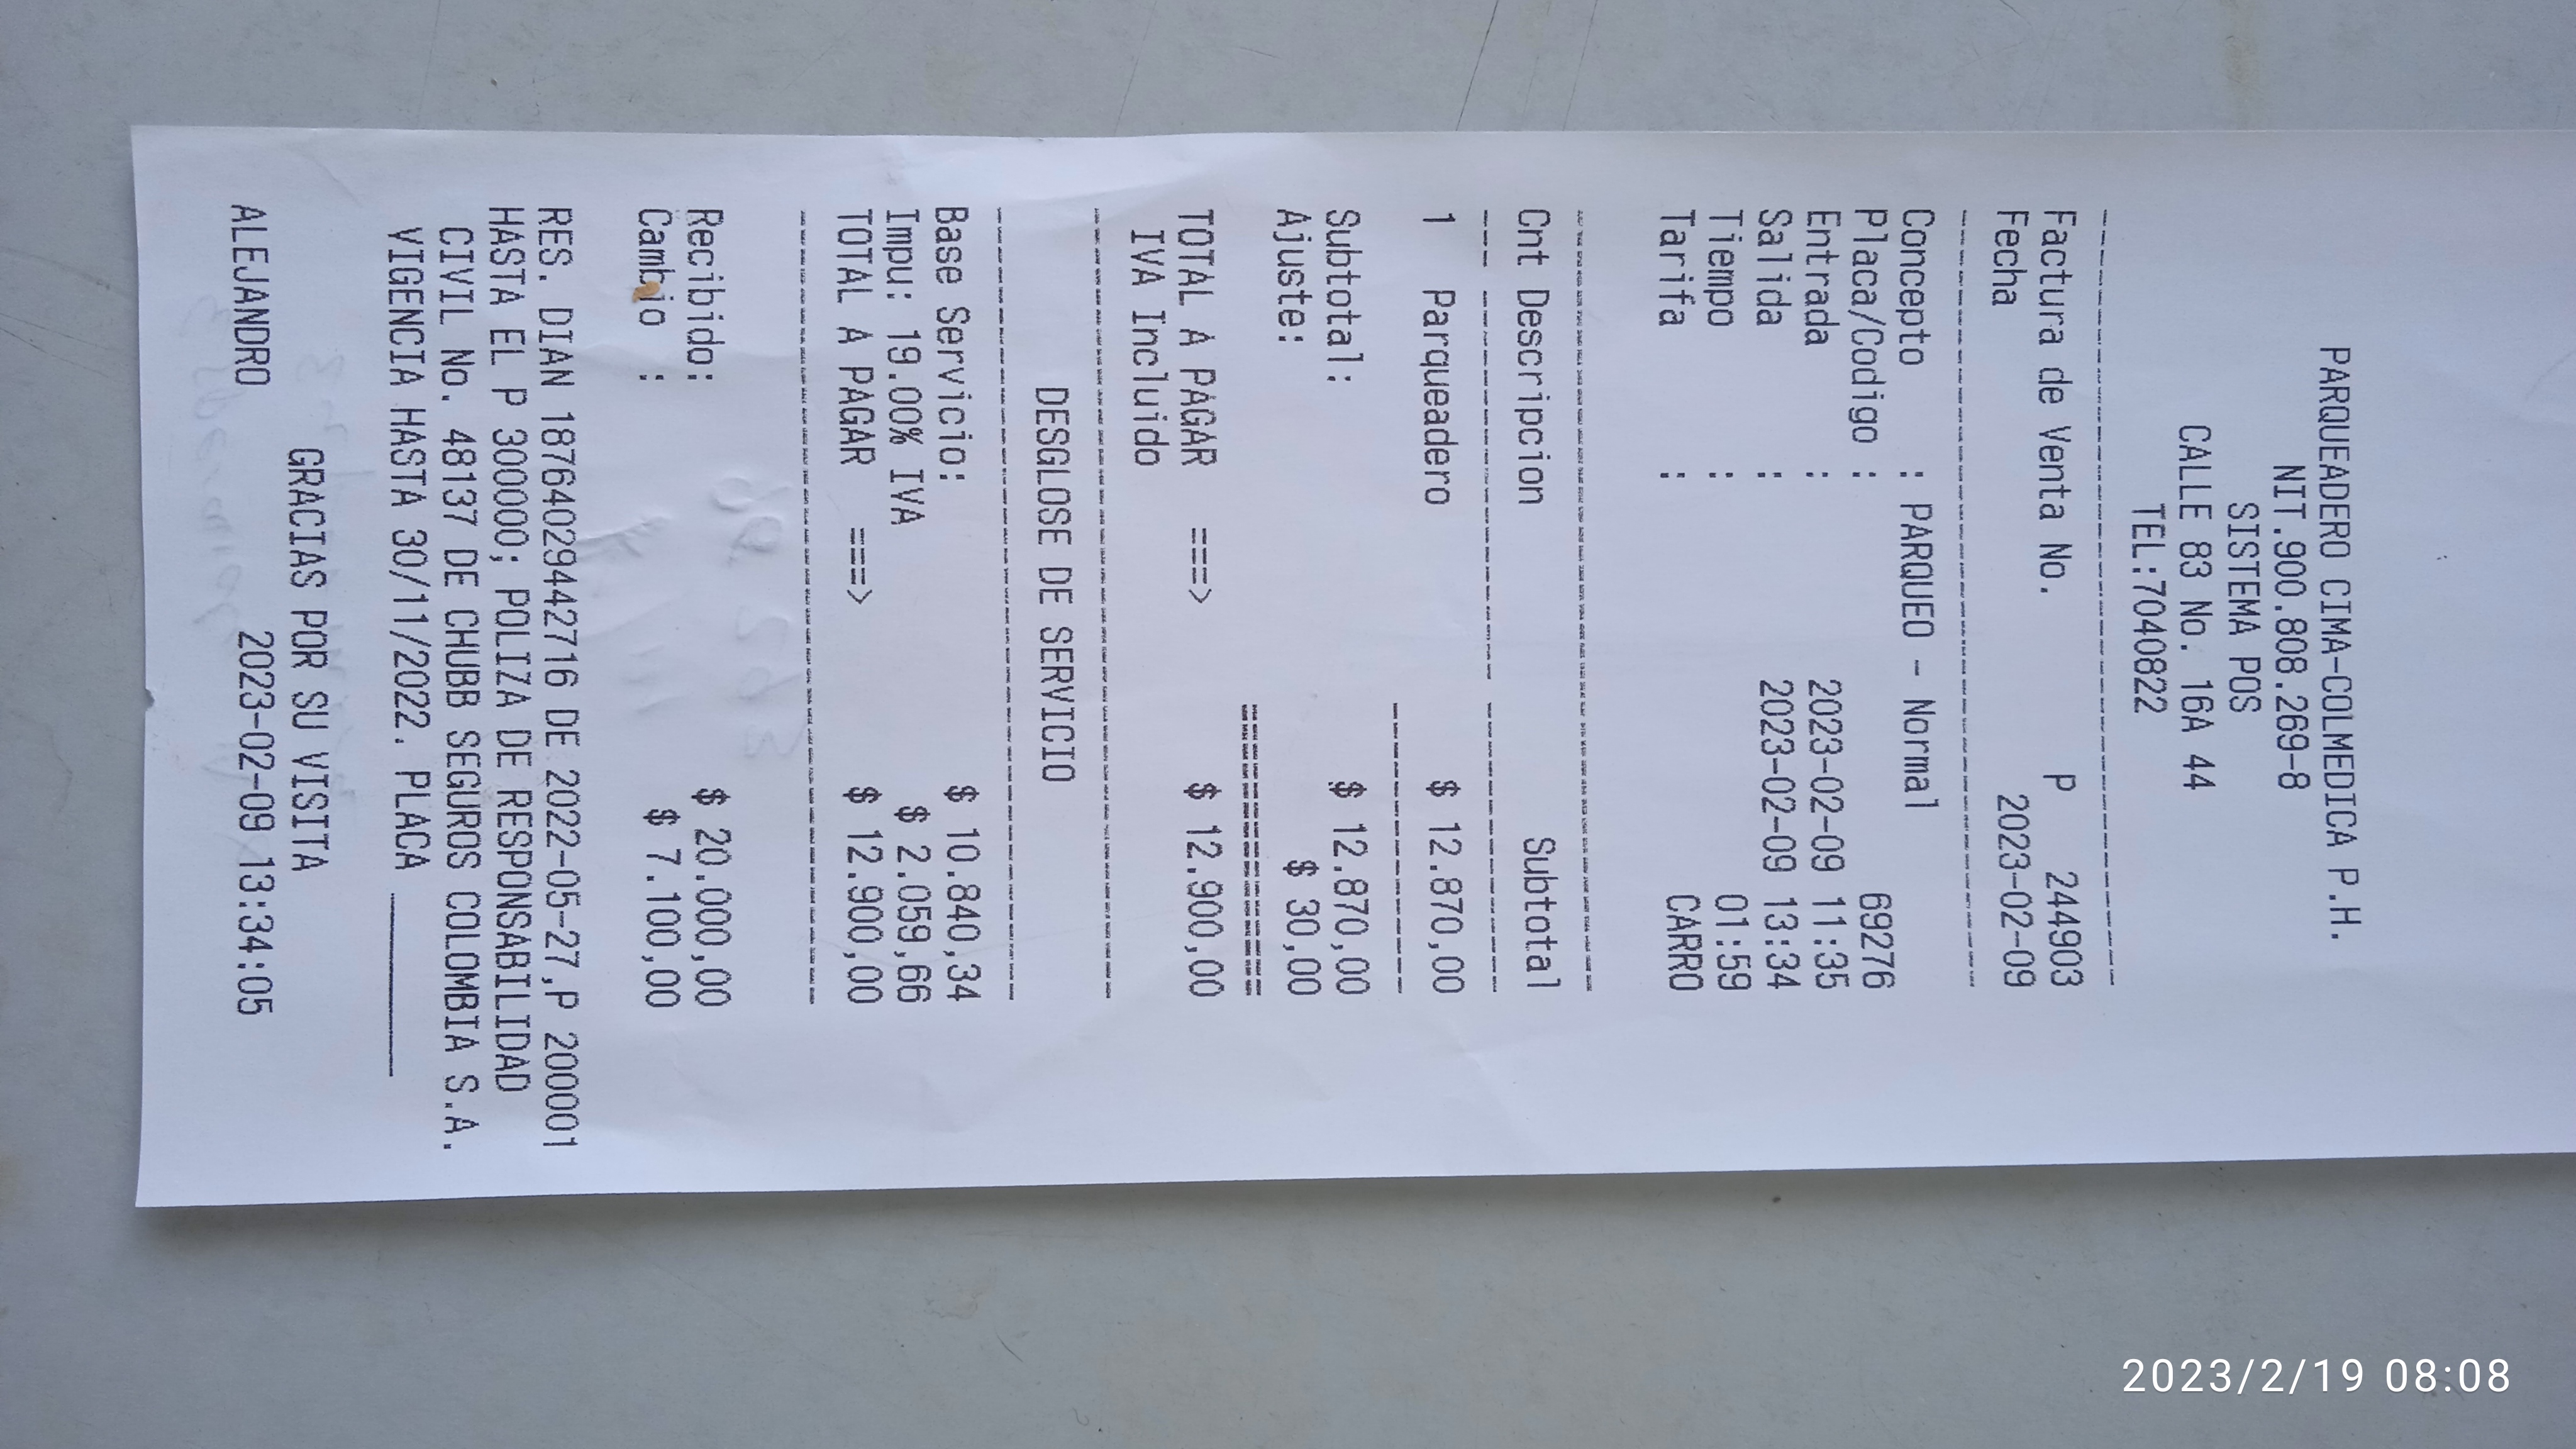 PARQUEADERO CIMA-COLMEDICA P.H.
NIT.900.808.269-8
SISTEMA POS
CALLE 83 No. 16A 44
TEL:7040822
Factura de Venta No. P 244903
Fecha 2023-02-09
Concepto : PARQUEO - Normal
Placa/Codigo : 69276
Entrada : 2023-02-09 11:35
Salida : 2023-02-09 13:34
Tiempo : 01:59
Tarifa : CARRO
Cnt Descripcion Subtotal
1 Parqueadero $ 12.870,00
Subtotal: $ 12.870,00
Ajuste: $ 30,00
TOTAL A PAGAR ===> $ 12.900,00
IVA Incluido
DESGLOSE DE SERVICIO
Base Servicio: $ 10.840,34
Impu: 19.00% IVA $ 2.059,66
TOTAL A PAGAR ===> $ 12.900,00
Recibido: $ 20.000,00
Cambio : $ 7.100,00
RES. DIAN 18764029442716 DE 2022-05-27,P 200001
HASTA EL P 300000; POLIZA DE RESPONSABILIDAD
CIVIL No. 48137 DE CHUBB SEGUROS COLOMBIA S.A.
VIGENCIA HASTA 30/11/2022. PLACA ________
GRACIAS POR SU VISITA
ALEJANDRO 2023-02-09 13:34:05
2023/2/19 08:08